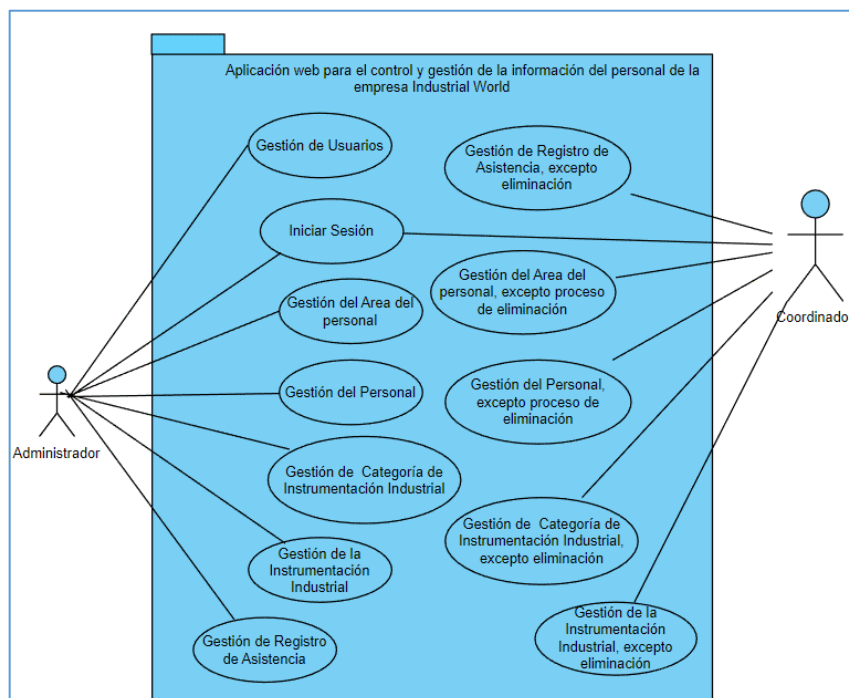 Aplicación web para el control y gestión de la información del personal de la
empresa Industrial World
Gestión de Usuarios
Gestión de Registro de
Asistencia, excepto
eliminación
Iniciar Sesión
Gestión del Area del
personal, excepto proceso
de eliminación
Gestión del Area del
personal
Coordinado
Gestión del Personal
Gestión del Personal,
excepto proceso de
eliminación
Administrador
Gestión de Categoría de
Instrumentación Industrial
Gestión de Categoría de
Instrumentación Industrial,
excepto eliminación
Gestión de la
Instrumentación
Industrial
Gestión de la
Instrumentación
Industrial, excepto
eliminación
Gestión de Registro
de Asistencia